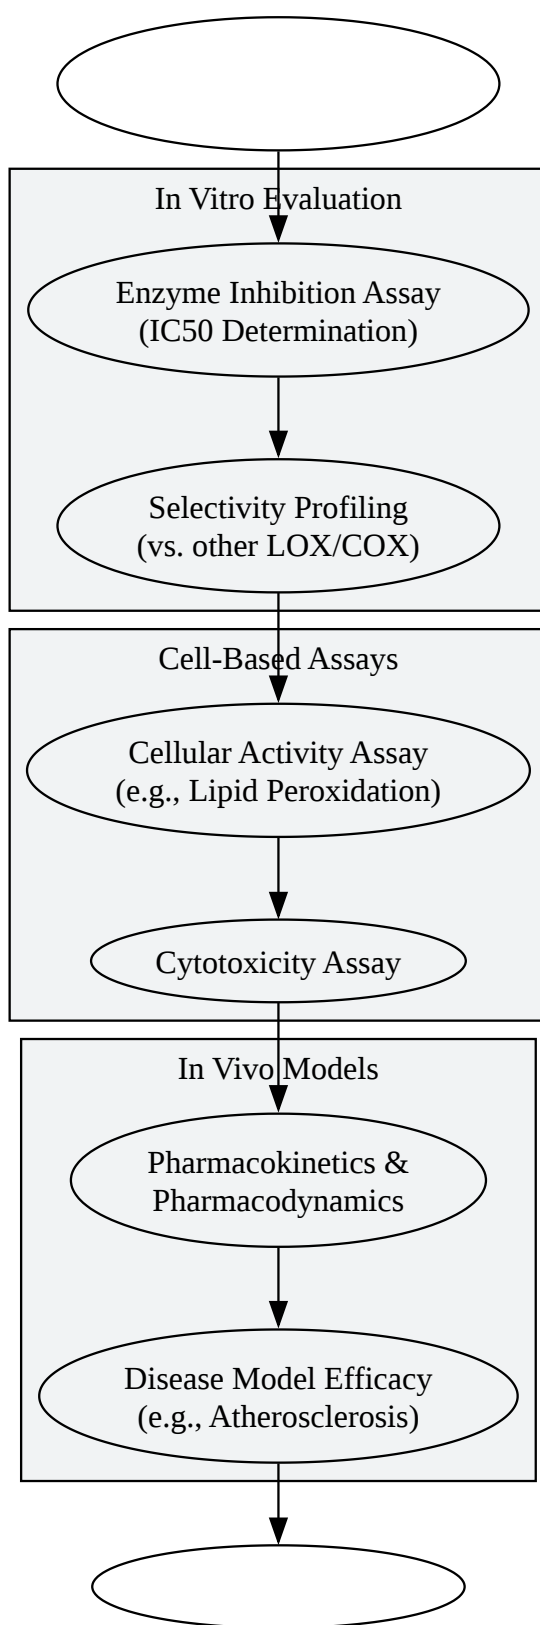 In Vitro Evaluation
Enzyme Inhibition Assay
(IC50 Determination)
Selectivity Profiling
(vs. other LOX/COX)
Cell-Based Assays
Cellular Activity Assay
(e.g., Lipid Peroxidation)
Cytotoxicity Assay
In Vivo Models
Pharmacokinetics &
Pharmacodynamics
Disease Model Efficacy
(e.g., Atherosclerosis)